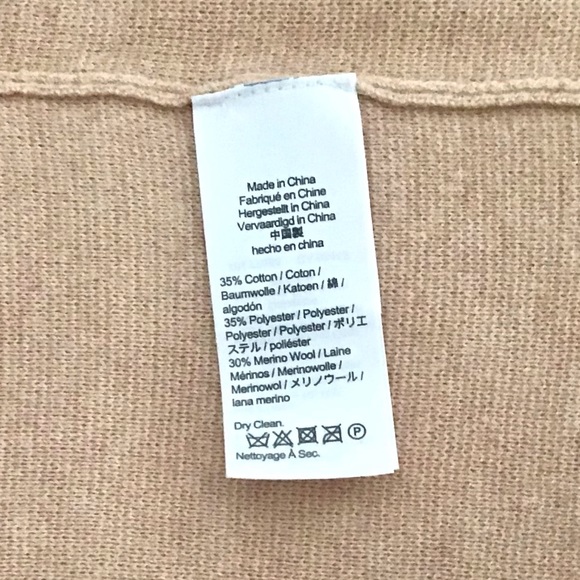 Made in China
Fabriqué en Chine
Hergestellt in China
Vervaardigd in China
中国製
hecho en china
35% Cotton / Coton /
Baumwolle / Katoen / 綿 /
algodón
35% Polyester / Polyester /
Polyester / Polyester / ポリエ
ステル / poliéster
30% Merino Wool / Laine
Mérinos / Merinowolle /
Merinowol / メリノウール /
lana merino
Dry Clean.
P
Nettoyage À Sec.